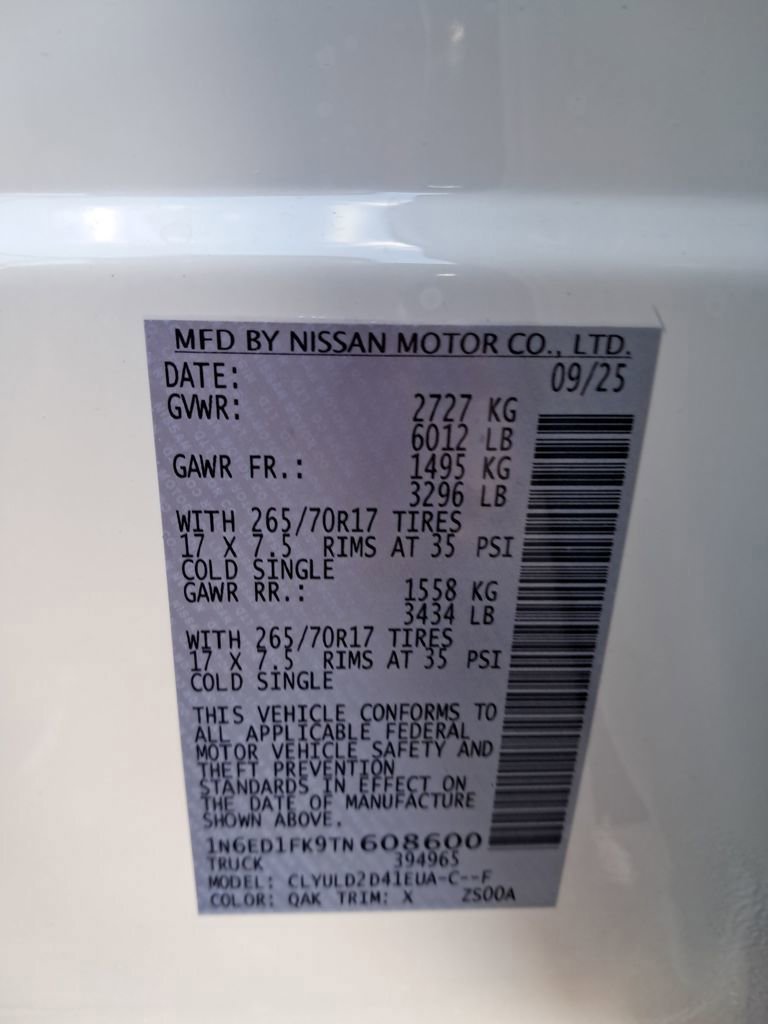 MFD BY NISSAN MOTOR CO., LTD.
DATE: 09/25
GVWR: 2727 KG
6012 LB
GAWR FR.: 1495 KG
3296 LB
WITH 265/70R17 TIRES
17 X 7.5 RIMS AT 35 PSI
COLD SINGLE
GAWR RR.: 1558 KG
3434 LB
WITH 265/70R17 TIRES
17 X 7.5 RIMS AT 35 PSI
COLD SINGLE
THIS VEHICLE CONFORMS TO
ALL APPLICABLE FEDERAL
MOTOR VEHICLE SAFETY AND
THEFT PREVENTION
STANDARDS IN EFFECT ON
THE DATE OF MANUFACTURE
SHOWN ABOVE.
1N6ED1FK9TN608600
TRUCK 394965
MODEL: CLYULD2D41EUA-C--F
COLOR: QAK TRIM: X ZS00A